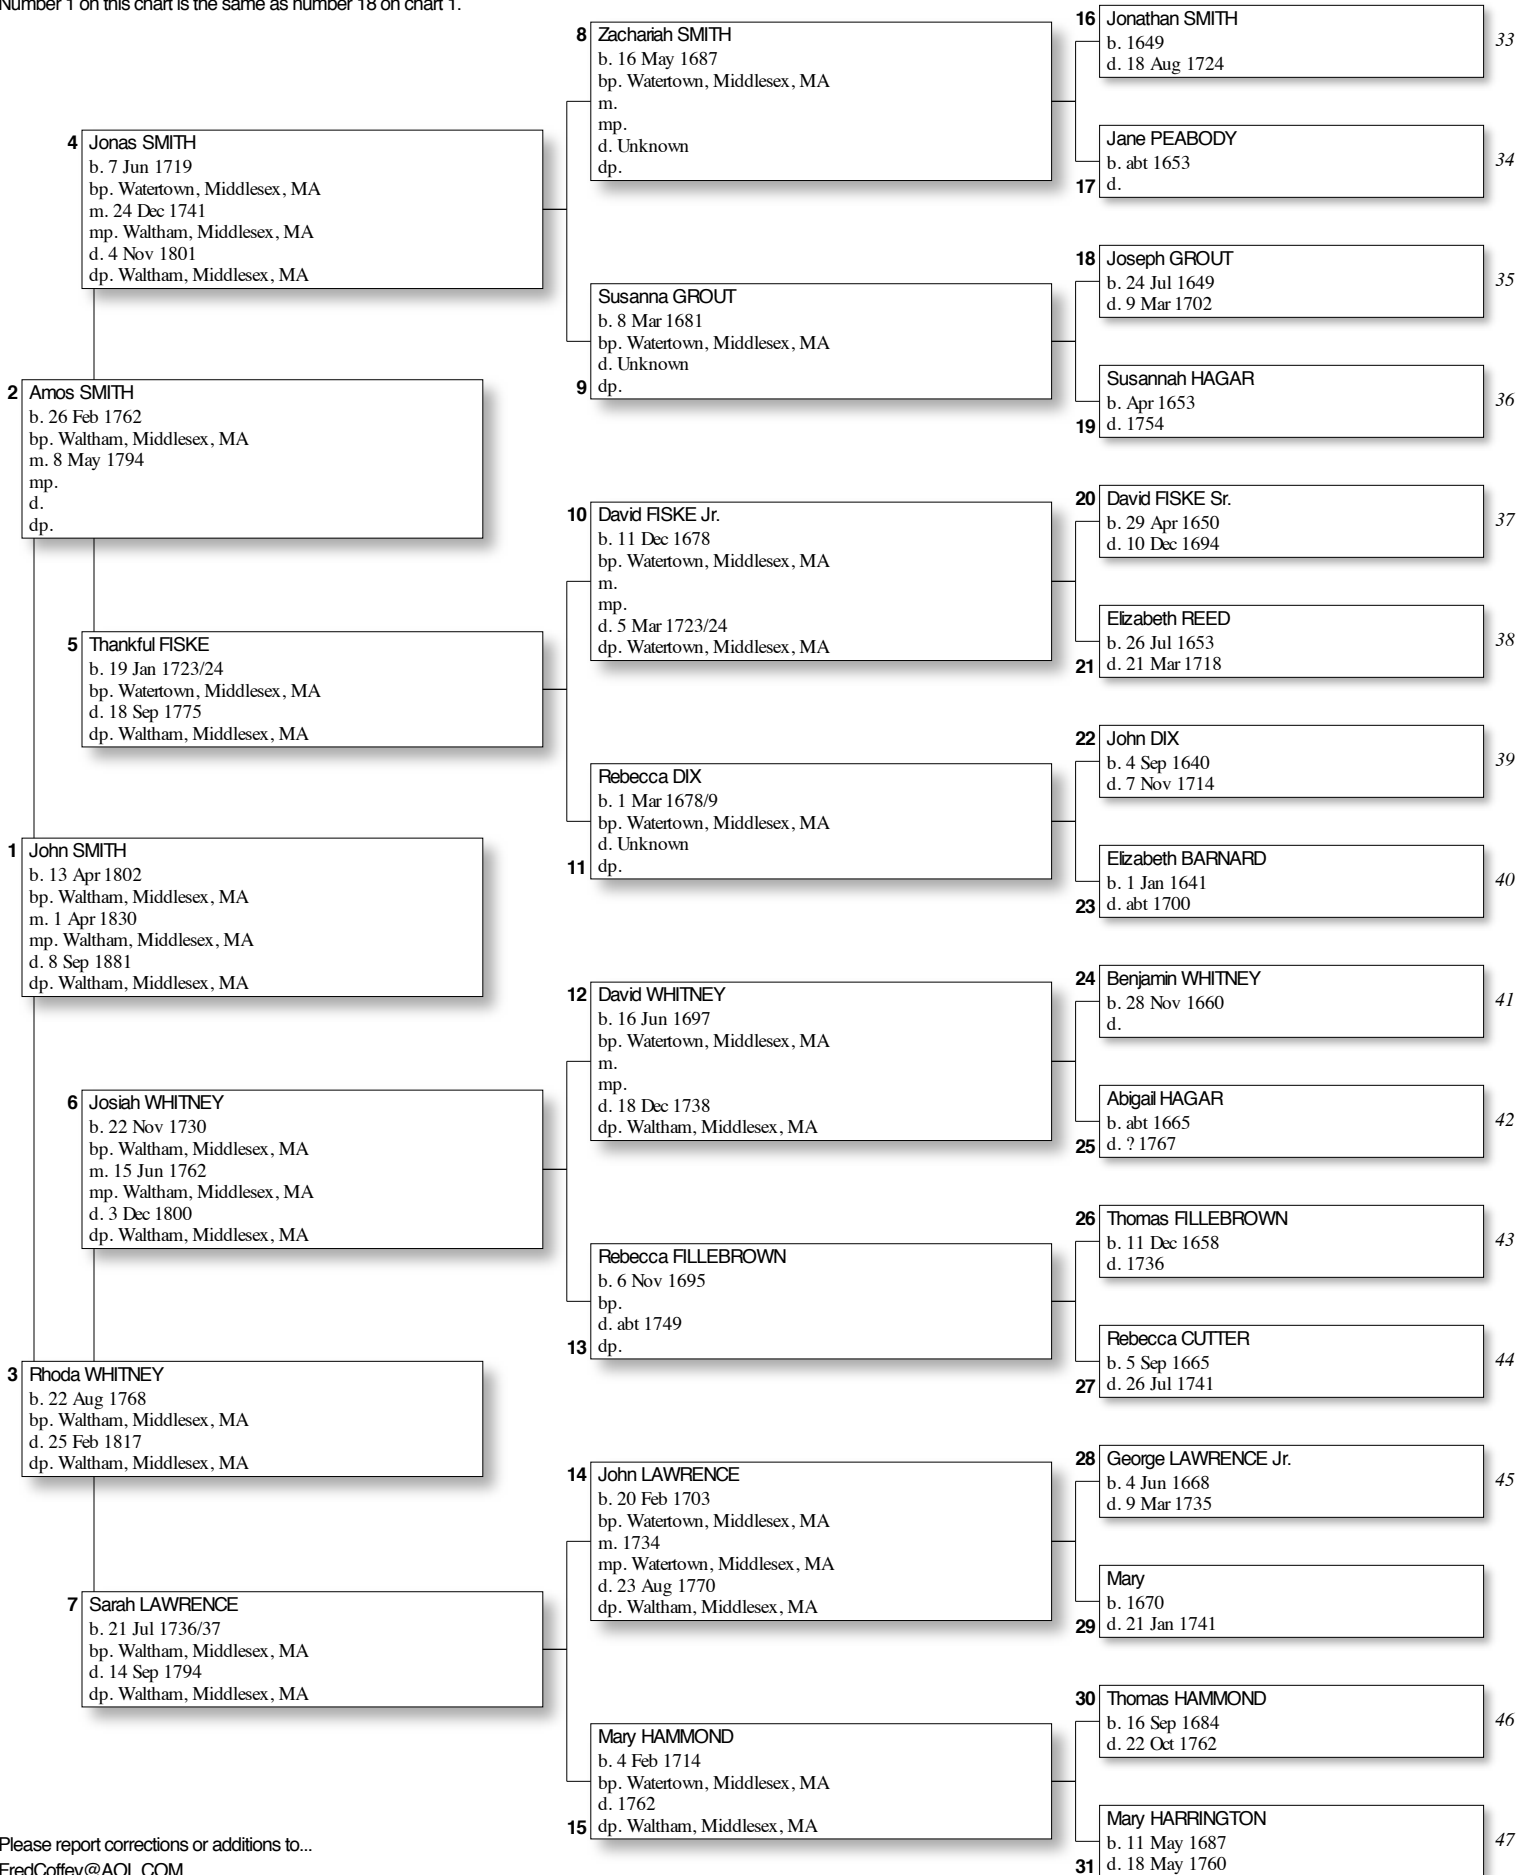 Number 1 on this chart is the same as number 18 on chart 1.
4 Jonas SMITH
b. 7 Jun 1719
bp. Watertown, Middlesex, MA
m. 24 Dec 1741
mp. Waltham, Middlesex, MA
d. 4 Nov 1801
dp. Waltham, Middlesex, MA
2 Amos SMITH
b. 26 Feb 1762
bp. Waltham, Middlesex, MA
m. 8 May 1794
mp.
d.
dp.
5 Thankful FISKE
b. 19 Jan 1723/24
bp. Watertown, Middlesex, MA
d. 18 Sep 1775
dp. Waltham, Middlesex, MA
1 John SMITH
b. 13 Apr 1802
bp. Waltham, Middlesex, MA
m. 1 Apr 1830
mp. Waltham, Middlesex, MA
d. 8 Sep 1881
dp. Waltham, Middlesex, MA
6 Josiah WHITNEY
b. 22 Nov 1730
bp. Waltham, Middlesex, MA
m. 15 Jun 1762
mp. Waltham, Middlesex, MA
d. 3 Dec 1800
dp. Waltham, Middlesex, MA
3 Rhoda WHITNEY
b. 22 Aug 1768
bp. Waltham, Middlesex, MA
d. 25 Feb 1817
dp. Waltham, Middlesex, MA
7 Sarah LAWRENCE
b. 21 Jul 1736/37
bp. Waltham, Middlesex, MA
d. 14 Sep 1794
dp. Waltham, Middlesex, MA
8 Zachariah SMITH
b. 16 May 1687
bp. Watertown, Middlesex, MA
m.
mp.
d. Unknown
dp.
Susanna GROUT
b. 8 Mar 1681
bp. Watertown, Middlesex, MA
d. Unknown
9 dp.
10 David FISKE Jr.
b. 11 Dec 1678
bp. Watertown, Middlesex, MA
m.
mp.
d. 5 Mar 1723/24
dp. Watertown, Middlesex, MA
Rebecca DIX
b. 1 Mar 1678/9
bp. Watertown, Middlesex, MA
d. Unknown
11 dp.
12 David WHITNEY
b. 16 Jun 1697
bp. Watertown, Middlesex, MA
m.
mp.
d. 18 Dec 1738
dp. Waltham, Middlesex, MA
Rebecca FILLEBROWN
b. 6 Nov 1695
bp.
d. abt 1749
13 dp.
14 John LAWRENCE
b. 20 Feb 1703
bp. Watertown, Middlesex, MA
m. 1734
mp. Watertown, Middlesex, MA
d. 23 Aug 1770
dp. Waltham, Middlesex, MA
Mary HAMMOND
b. 4 Feb 1714
bp. Watertown, Middlesex, MA
d. 1762
15 dp. Waltham, Middlesex, MA
16 Jonathan SMITH
b. 1649 33
d. 18 Aug 1724
Jane PEABODY
b. abt 1653 34
17 d.
18 Joseph GROUT
b. 24 Jul 1649 35
d. 9 Mar 1702
Susannah HAGAR
b. Apr 1653 36
19 d. 1754
20 David FISKE Sr.
b. 29 Apr 1650 37
d. 10 Dec 1694
Elizabeth REED
b. 26 Jul 1653 38
21 d. 21 Mar 1718
22 John DIX
b. 4 Sep 1640 39
d. 7 Nov 1714
Elizabeth BARNARD
b. 1 Jan 1641 40
23 d. abt 1700
24 Benjamin WHITNEY
b. 28 Nov 1660 41
d.
Abigail HAGAR
b. abt 1665 42
25 d. ? 1767
26 Thomas FILLEBROWN
b. 11 Dec 1658 43
d. 1736
Rebecca CUTTER
b. 5 Sep 1665 44
27 d. 26 Jul 1741
28 George LAWRENCE Jr.
b. 4 Jun 1668 45
d. 9 Mar 1735
Mary
b. 1670
29 d. 21 Jan 1741
30 Thomas HAMMOND
b. 16 Sep 1684 46
d. 22 Oct 1762
Mary HARRINGTON
b. 11 May 1687 47
31 d. 18 May 1760
Please report corrections or additions to...
FredCoffey@AOL.COM